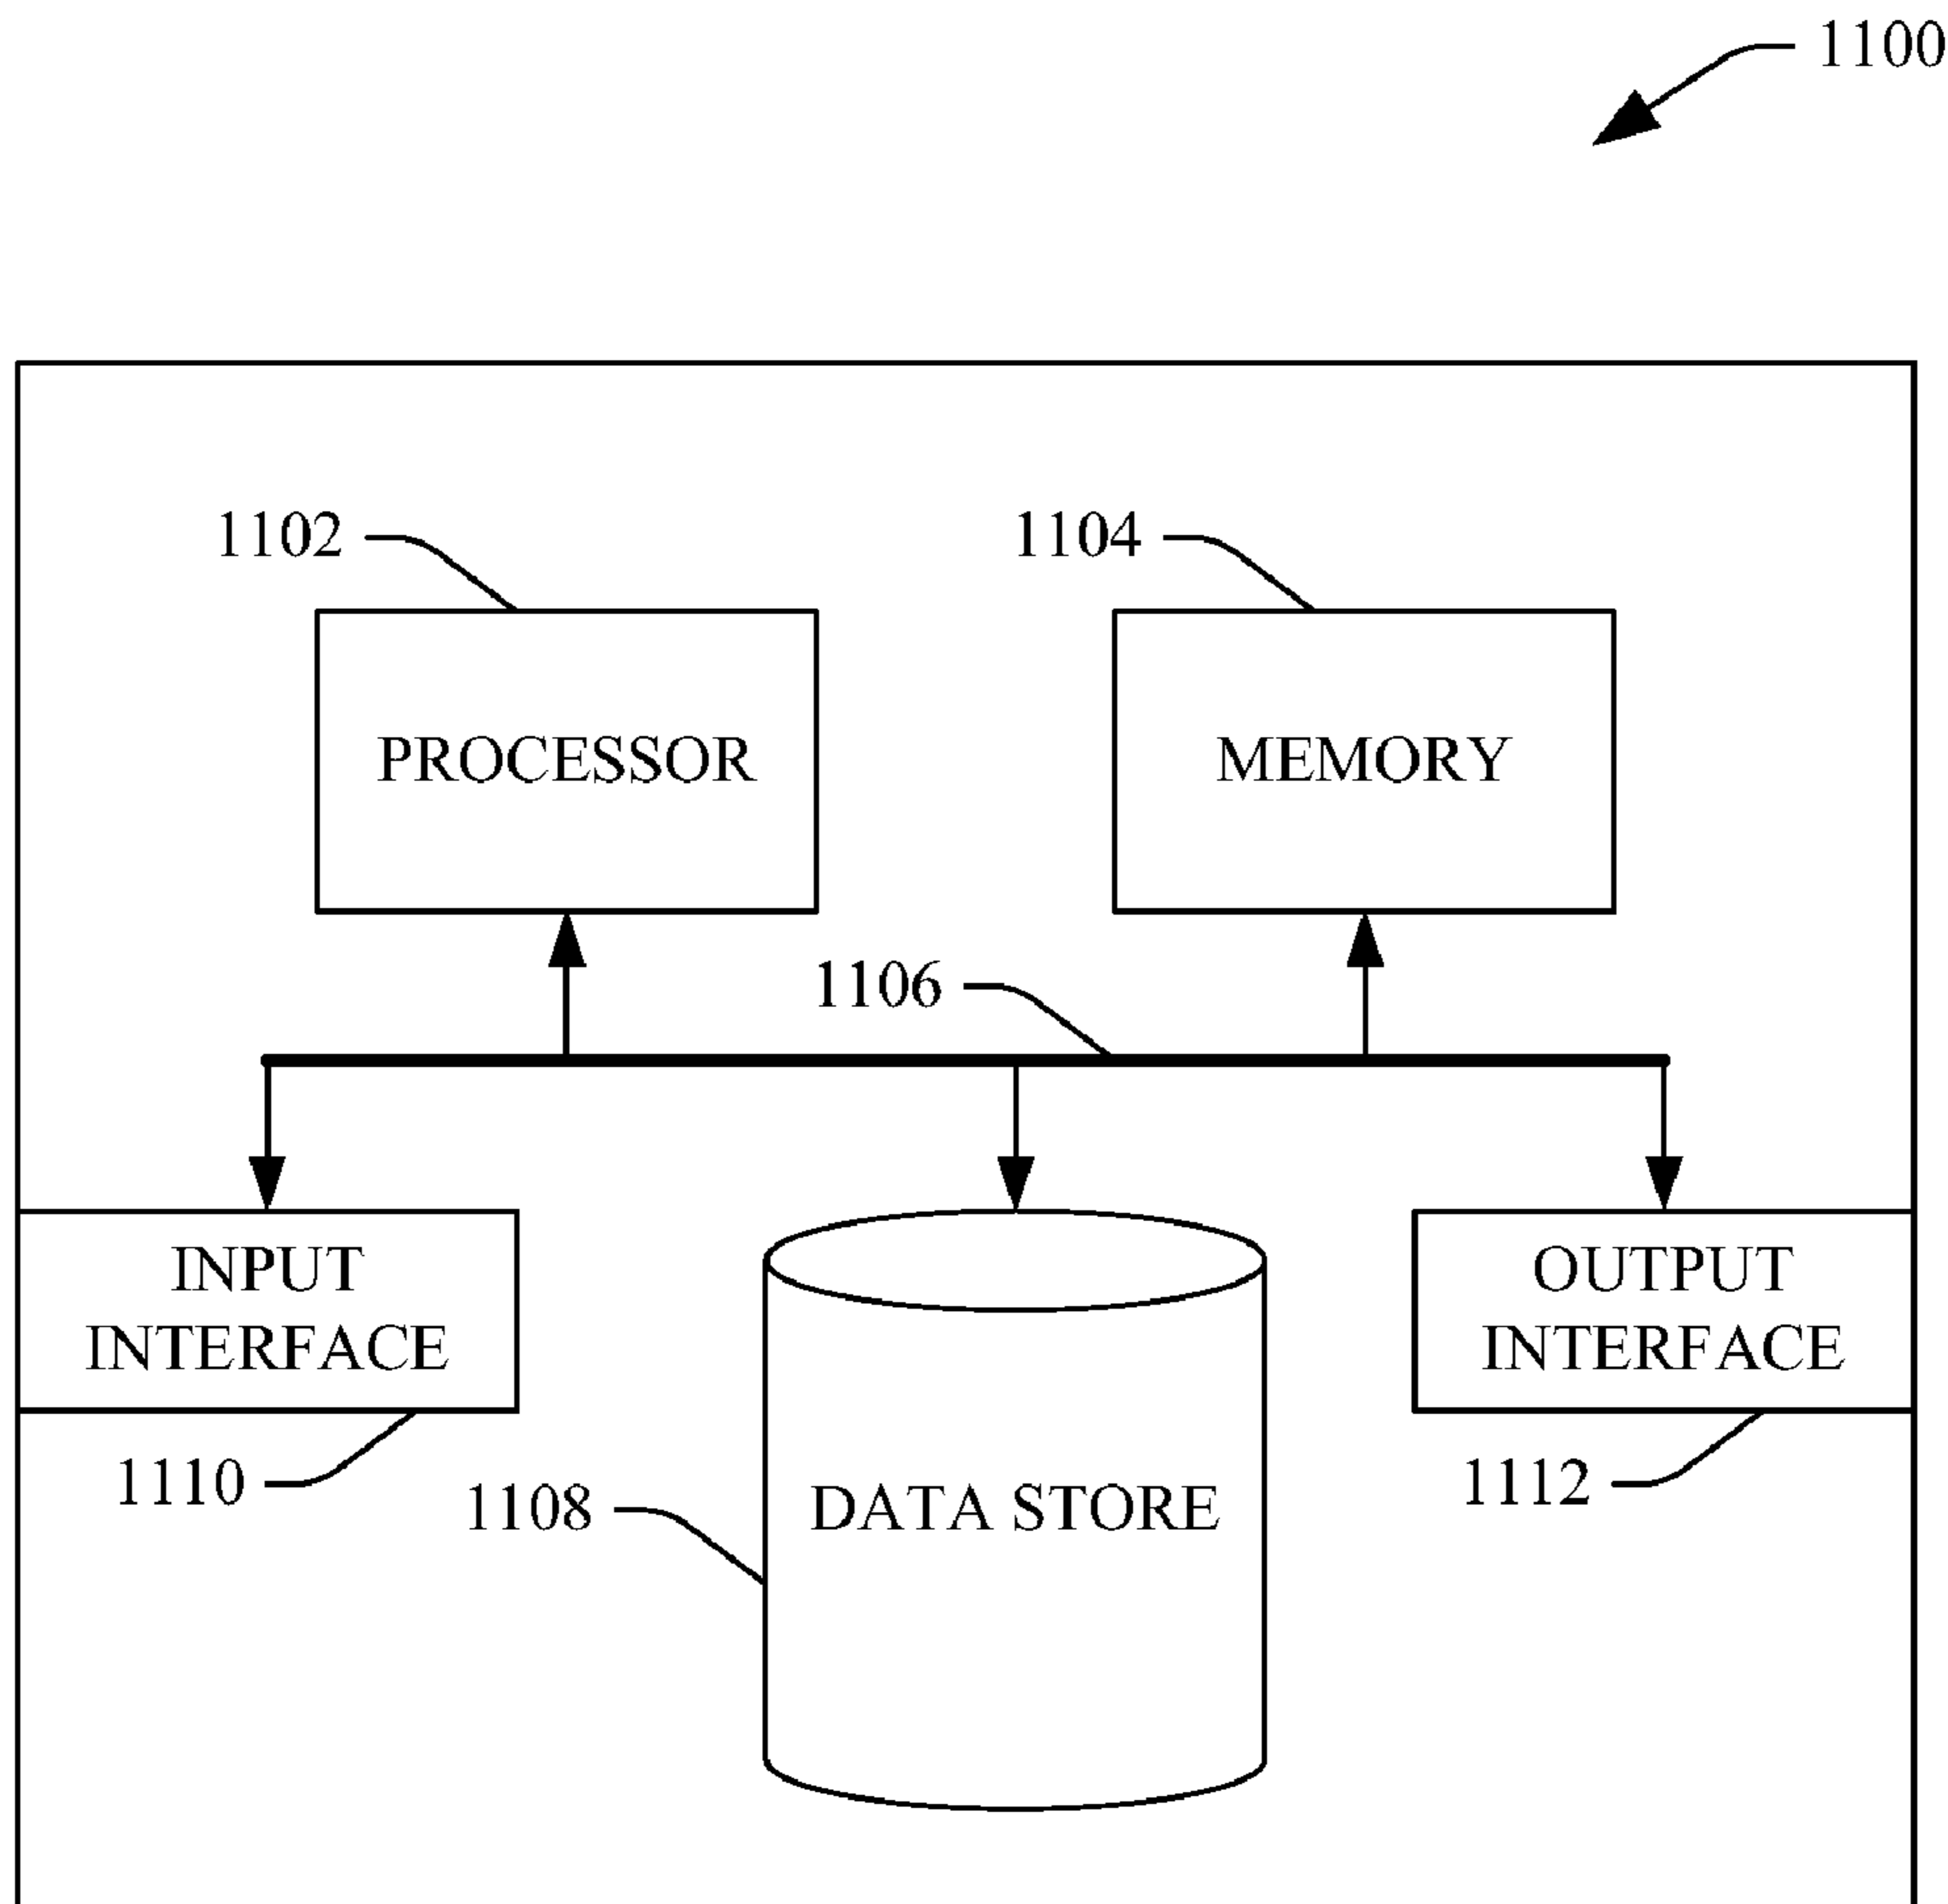 1100
1102
1104
PROCESSOR
MEMORY
1106
INPUT
INTERFACE
OUTPUT
INTERFACE
1110
1108
DATA STORE
1112